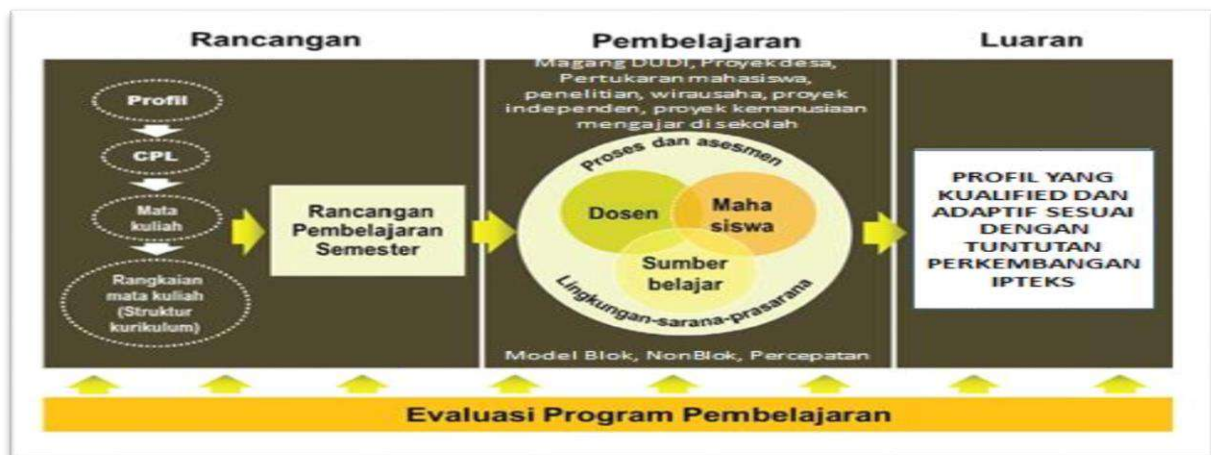 Rancangan
Pembelajaran
Luaran
Profil
CPL
Mata
kuliah
Rangkaian
mata kuliah
(Struktur
kurikulum)
Rancangan
Pembelajaran
Semester
Magang DUDI, Proyek desa,
Pertukaran mahasiswa,
penelitian, wirausaha, proyek
independen, proyek kemanusiaan
mengajar di sekolah
Proses dan asesmen
Dosen
Maha
siswa
Sumber
belajar
Lingkungan-sarana-prasarana
Model Blok, NonBlok, Percepatan
PROFIL YANG
KUALIFIED DAN
ADAPTIF SESUAI
DENGAN
TUNTUTAN
PERKEMBANGAN
IPTEKS
Evaluasi Program Pembelajaran